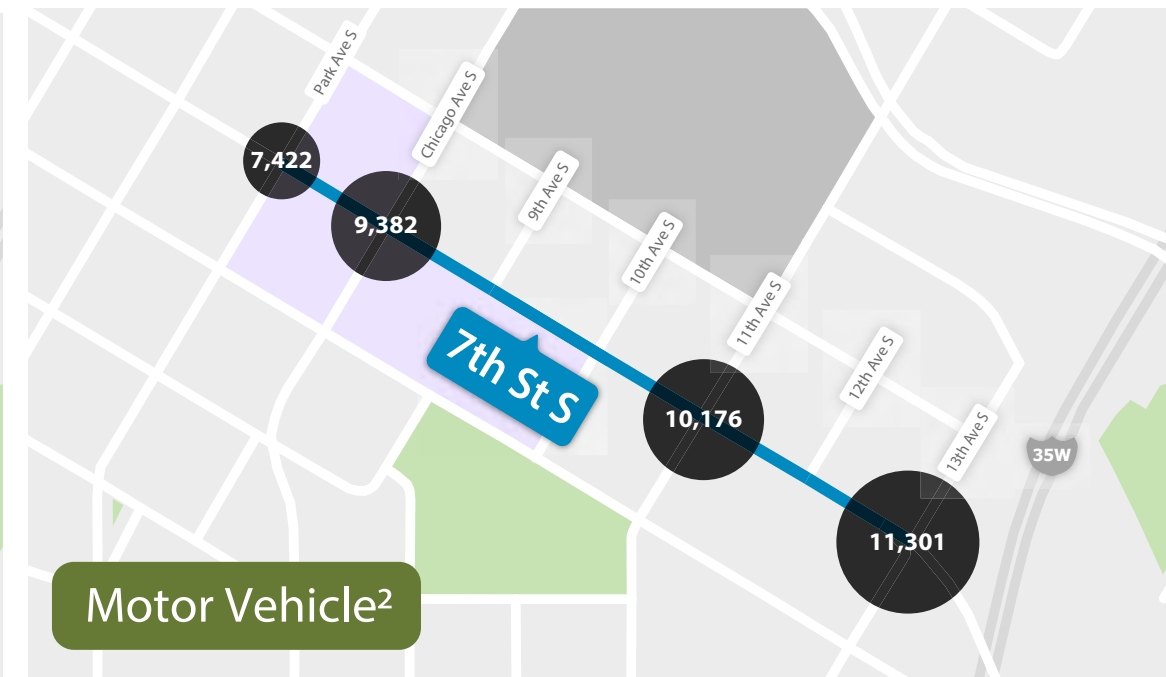 Park Ave S
Chicago Ave S
7,422
9,382
9th Ave S
10th Ave S
11th Ave S
7th St S
12th Ave S
10,176
13th Ave S
35W
11,301
Motor Vehicle²